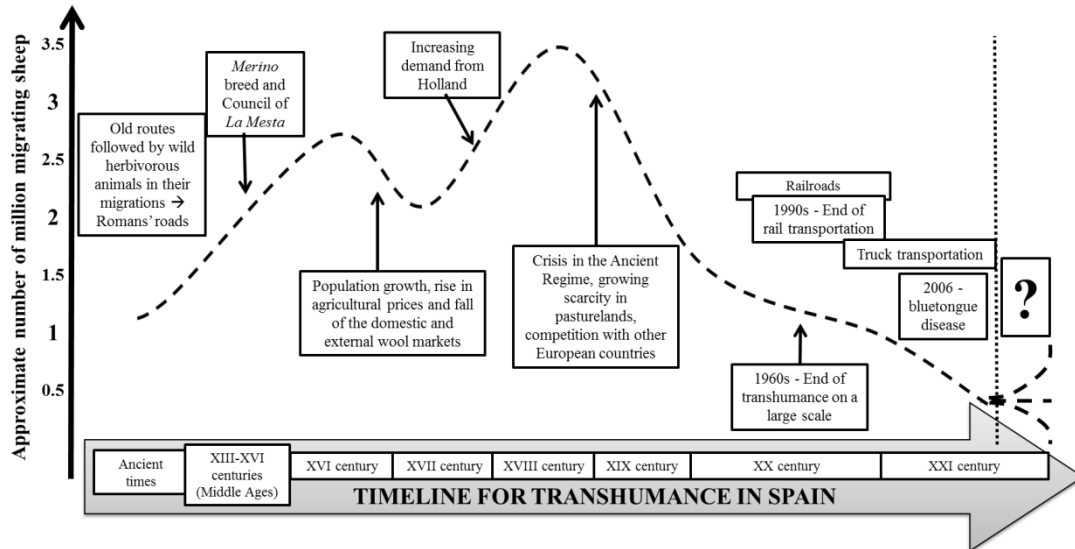 Approximate number of million migrating sheep
3.5
3
2.5
2
1.5
1
0.5
Old routes
followed by wild
herbivorous
animals in their
migrations →
Romans' roads
Merino
breed and
Council of
La Mesta
Population growth, rise in
agricultural prices and fall
of the domestic and
external wool markets
Increasing
demand from
Holland
Crisis in the Ancient
Regime, growing
scarcity in
pasturelands,
competition with other
European countries
Railroads
1990s - End of
rail transportation
Truck transportation
2006 -
bluetongue
disease
?
1960s - End of
transhumance on a
large scale
Ancient
times
XIII-XVI
centuries
(Middle Ages)
XVI century
XVII century
XVIII century
XIX century
XX century
XXI century
TIMELINE FOR TRANSHUMANCE IN SPAIN